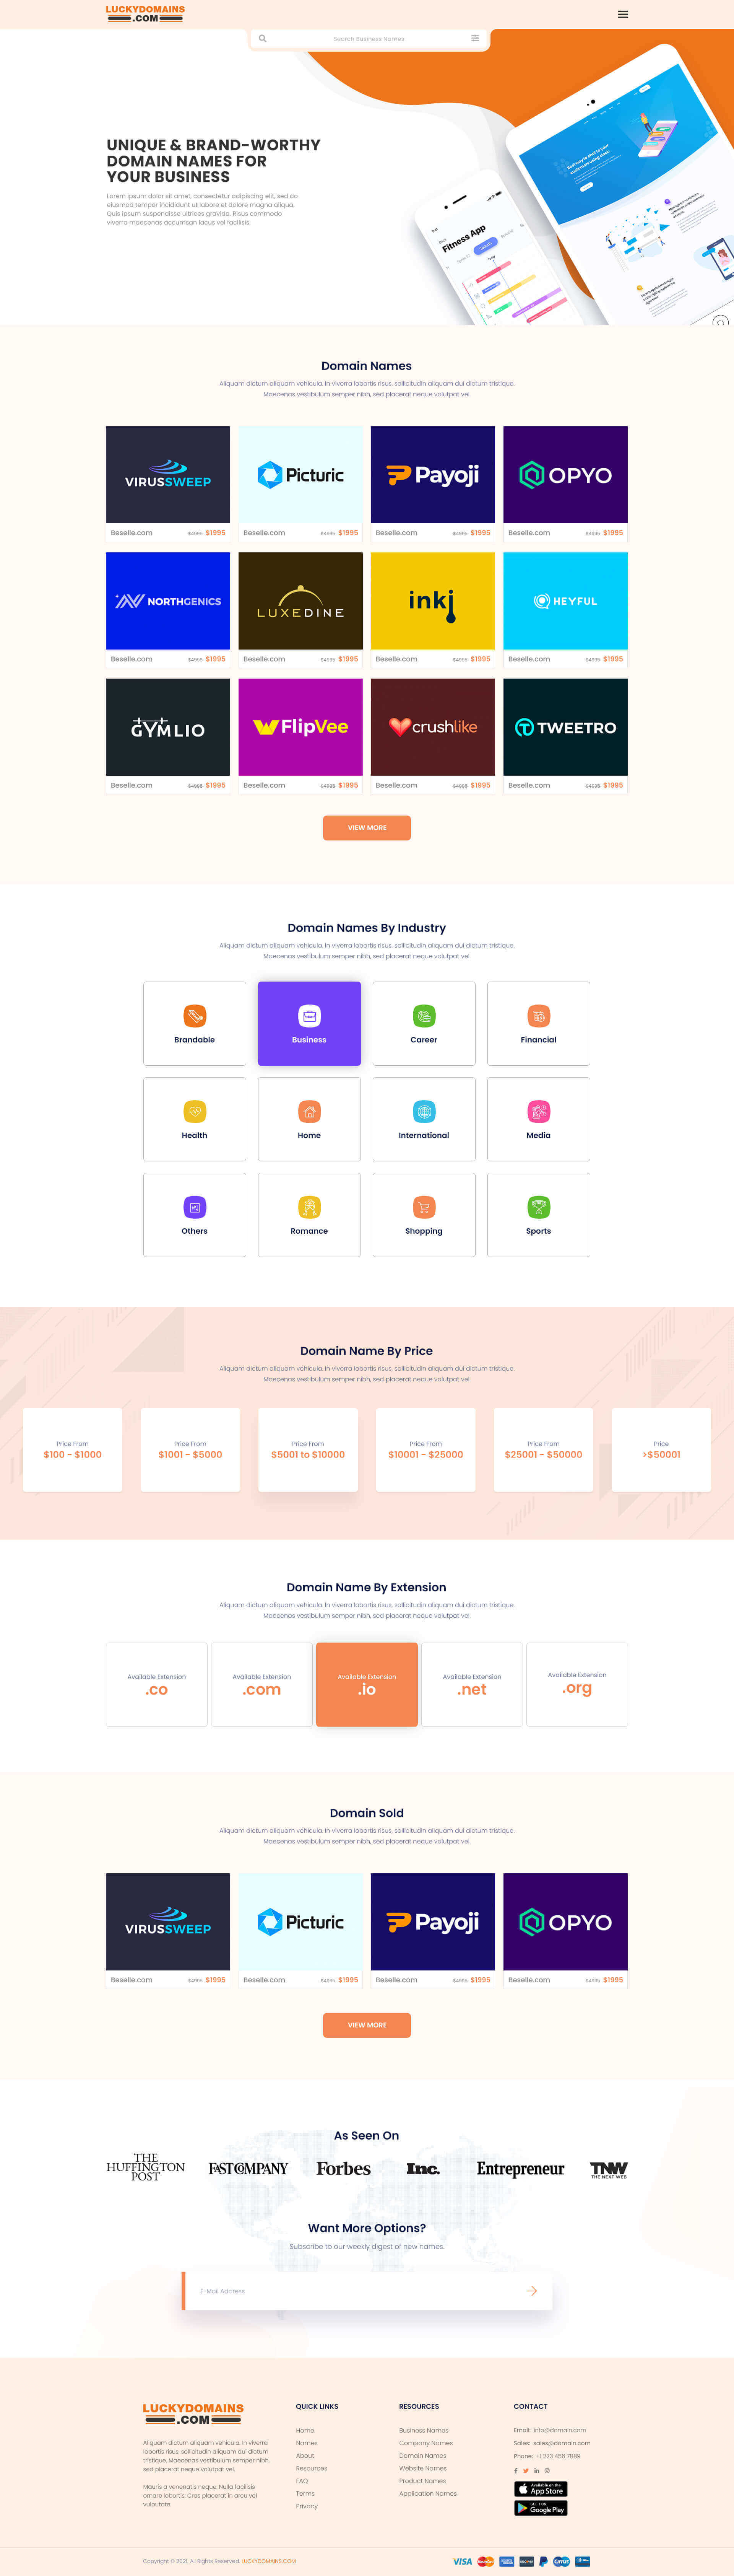 LUCKYDOMAINS
.COM
Search Business Names
UNIQUE & BRAND-WORTHY
DOMAIN NAMES FOR
YOUR BUSINESS
Lorem ipsum dolor sit amet, consectetur adipiscing elit, sed do
eiusmod tempor incididunt ut labore et dolore magna aliqua.
Quis ipsum suspendisse ultrices gravida. Risus commodo
viverra maecenas accumsan lacus vel facilisis.
Fitness App
Domain Names
Aliquam dictum aliquam vehicula. In viverra lobortis risus, sollicitudin aliquam dui dictum tristique.
Maecenas vestibulum semper nibh, sed placerat neque volutpat vel.
VIRUSSWEEP
Picturic
Payoji
OPYO
Beselle.com $4995 $1995
Beselle.com $4995 $1995
Beselle.com $4995 $1995
Beselle.com $4995 $1995
NORTHGENICS
LUXEDINE
inkj
HEYFUL
Beselle.com $4995 $1995
Beselle.com $4995 $1995
Beselle.com $4995 $1995
Beselle.com $4995 $1995
GYMLIO
FlipVee
crushlike
TWEETRO
Beselle.com $4995 $1995
Beselle.com $4995 $1995
Beselle.com $4995 $1995
Beselle.com $4995 $1995
VIEW MORE
Domain Names By Industry
Aliquam dictum aliquam vehicula. In viverra lobortis risus, sollicitudin aliquam dui dictum tristique.
Maecenas vestibulum semper nibh, sed placerat neque volutpat vel.
Brandable
Business
Career
Financial
Health
Home
International
Media
Others
Romance
Shopping
Sports
Domain Name By Price
Aliquam dictum aliquam vehicula. In viverra lobortis risus, sollicitudin aliquam dui dictum tristique.
Maecenas vestibulum semper nibh, sed placerat neque volutpat vel.
Price From
$100 - $1000
Price From
$1001 - $5000
Price From
$5001 to $10000
Price From
$10001 - $25000
Price From
$25001 - $50000
Price
>$50001
Domain Name By Extension
Aliquam dictum aliquam vehicula. In viverra lobortis risus, sollicitudin aliquam dui dictum tristique.
Maecenas vestibulum semper nibh, sed placerat neque volutpat vel.
Available Extension
.co
Available Extension
.com
Available Extension
.io
Available Extension
.net
Available Extension
.org
Domain Sold
Aliquam dictum aliquam vehicula. In viverra lobortis risus, sollicitudin aliquam dui dictum tristique.
Maecenas vestibulum semper nibh, sed placerat neque volutpat vel.
VIRUSSWEEP
Picturic
Payoji
OPYO
Beselle.com $4995 $1995
Beselle.com $4995 $1995
Beselle.com $4995 $1995
Beselle.com $4995 $1995
VIEW MORE
As Seen On
THE
HUFFINGTON
POST
FAST COMPANY
Forbes
Inc.
Entrepreneur
TNW
THE NEXT WEB
Want More Options?
Subscribe to our weekly digest of new names.
E-Mail Address
LUCKYDOMAINS
.COM
Aliquam dictum aliquam vehicula. In viverra
lobortis risus, sollicitudin aliquam dui dictum
tristique. Maecenas vestibulum semper nibh,
sed placerat neque volutpat vel.
Mauris a venenatis neque. Nulla facilisis
ornare lobortis. Cras placerat in arcu vel
vulputate.
QUICK LINKS
Home
Names
About
Resources
FAQ
Terms
Privacy
RESOURCES
Business Names
Company Names
Domain Names
Website Names
Product Names
Application Names
CONTACT
Email: info@domain.com
Sales: sales@domain.com
Phone: +1 223 456 7889
Available on the
App Store
GET IT ON
Google Play
Copyright © 2021. All Rights Reserved. LUCKYDOMAINS.COM
VISA
Cirrus